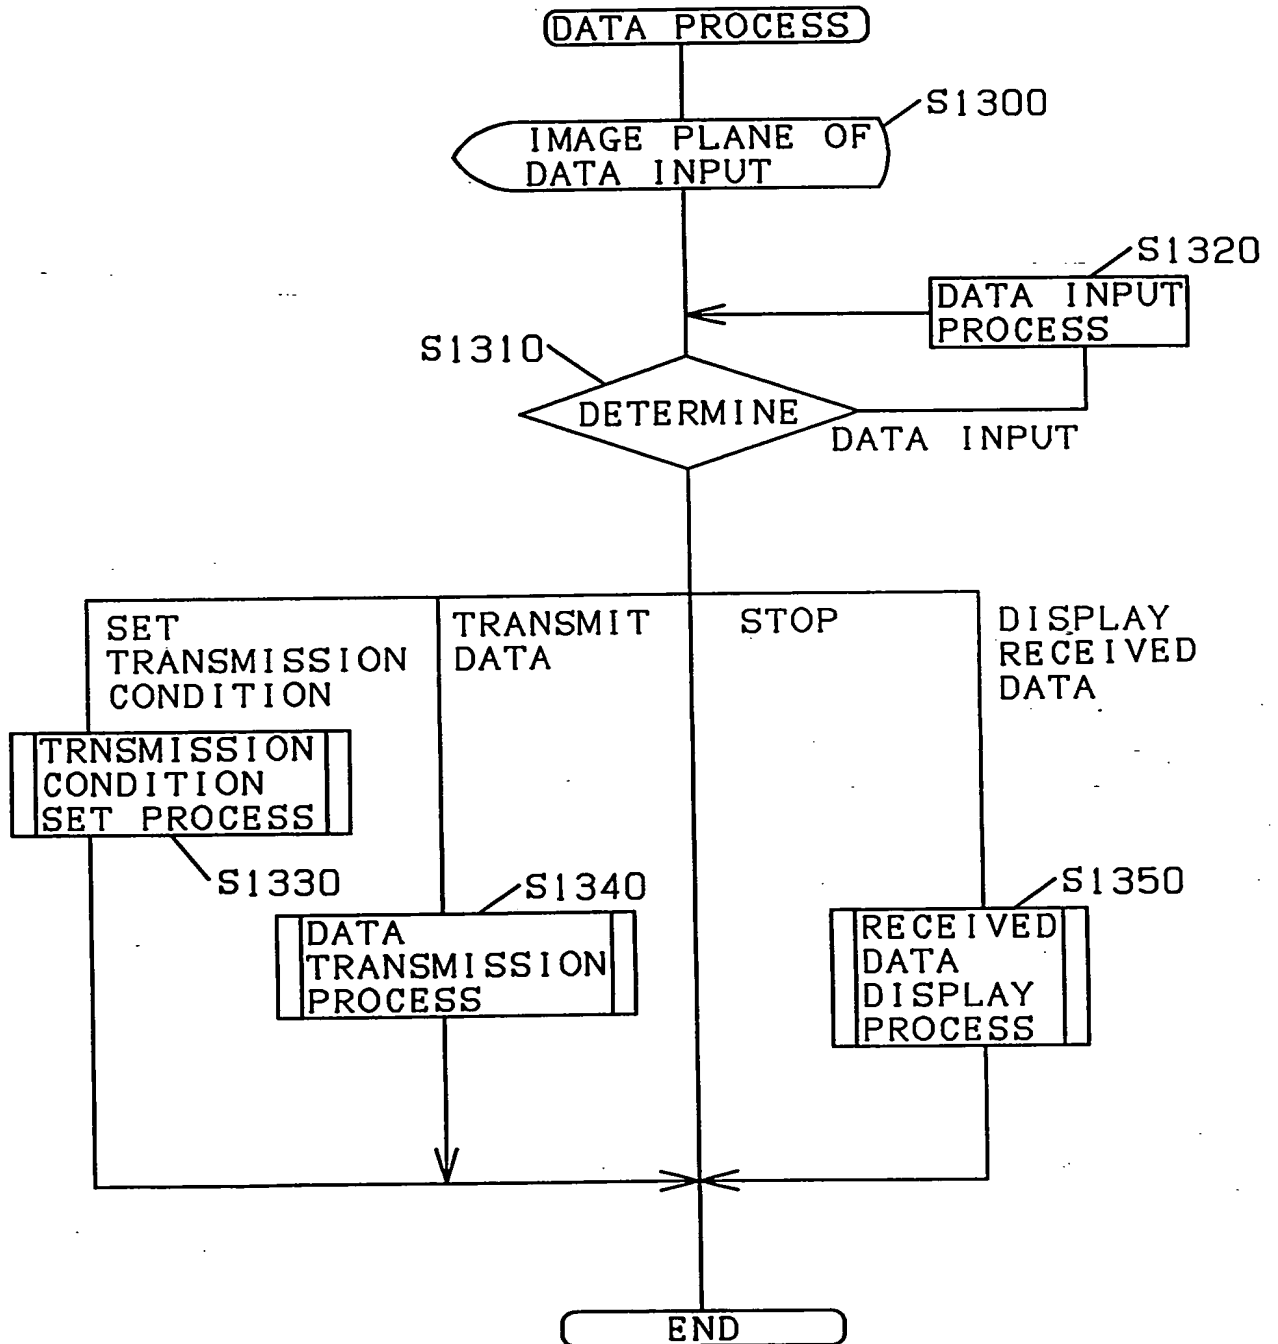 DATA PROCESS
S1300
IMAGE PLANE OF
DATA INPUT
S1320
DATA INPUT
PROCESS
S1310
DETERMINE
DATA INPUT
SET
TRANSMISSION
CONDITION
TRANSMIT
DATA
STOP
DISPLAY
RECEIVED
DATA
TRNSMISSION
CONDITION
SET PROCESS
S1330
S1340
DATA
TRANSMISSION
PROCESS
S1350
RECEIVED
DATA
DISPLAY
PROCESS
END